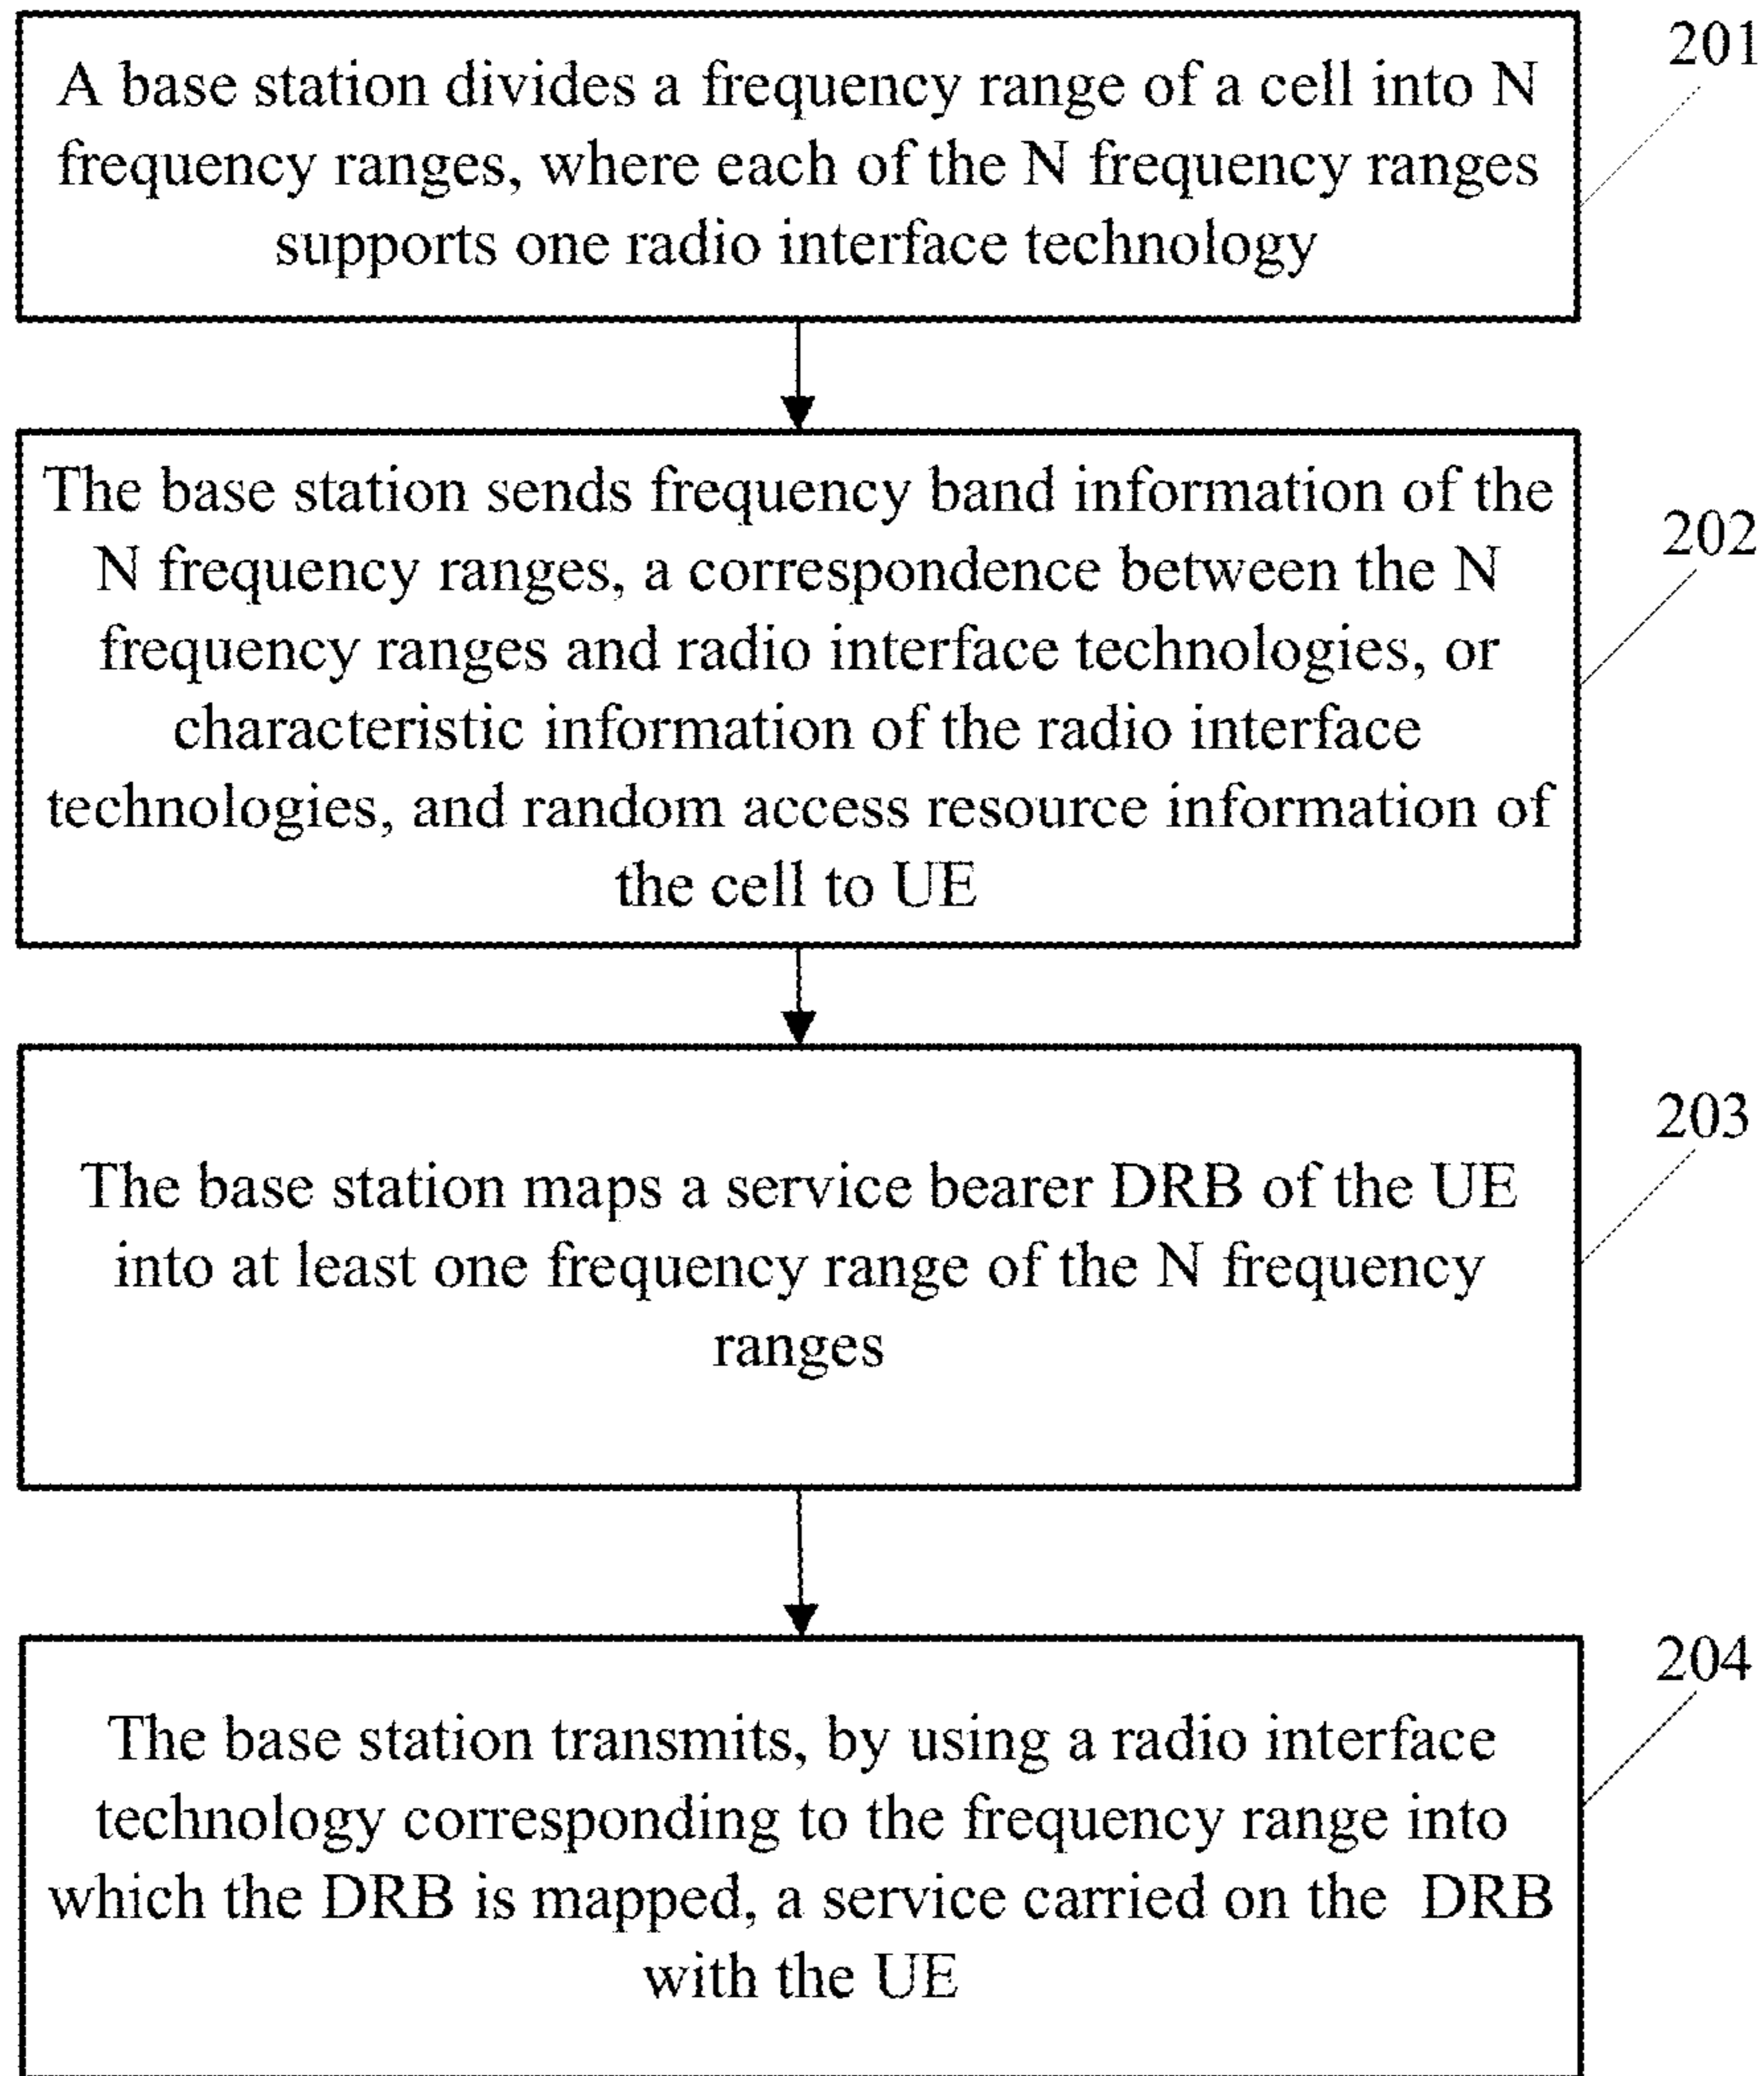 A base station divides a frequency range of a cell into N
frequency ranges, where each of the N frequency ranges
supports one radio interface technology
201
The base station sends frequency band information of the
N frequency ranges, a correspondence between the N
frequency ranges and radio interface technologies, or
characteristic information of the radio interface
technologies, and random access resource information of
the cell to UE
202
The base station maps a service bearer DRB of the UE
into at least one frequency range of the N frequency
ranges
203
The base station transmits, by using a radio interface
technology corresponding to the frequency range into
which the DRB is mapped, a service carried on the DRB
with the UE
204